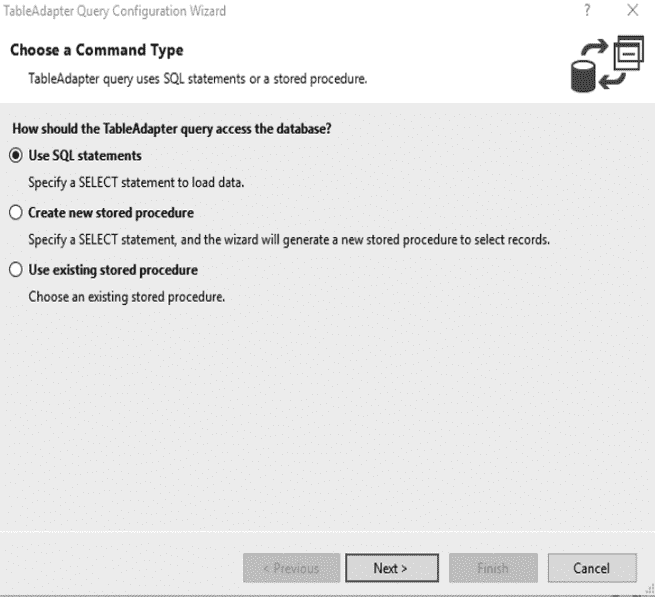 TableAdapter Query Configuration Wizard
?
Choose a Command Type
TableAdapter query uses SQL statements or a stored procedure.
How should the TableAdapter query access the database?
Use SQL statements
Specify a SELECT statement to load data.
Create new stored procedure
Specify a SELECT statement, and the wizard will generate a new stored procedure to select records.
Use existing stored procedure
Choose an existing stored procedure.
< Previous Next > Finish Cancel